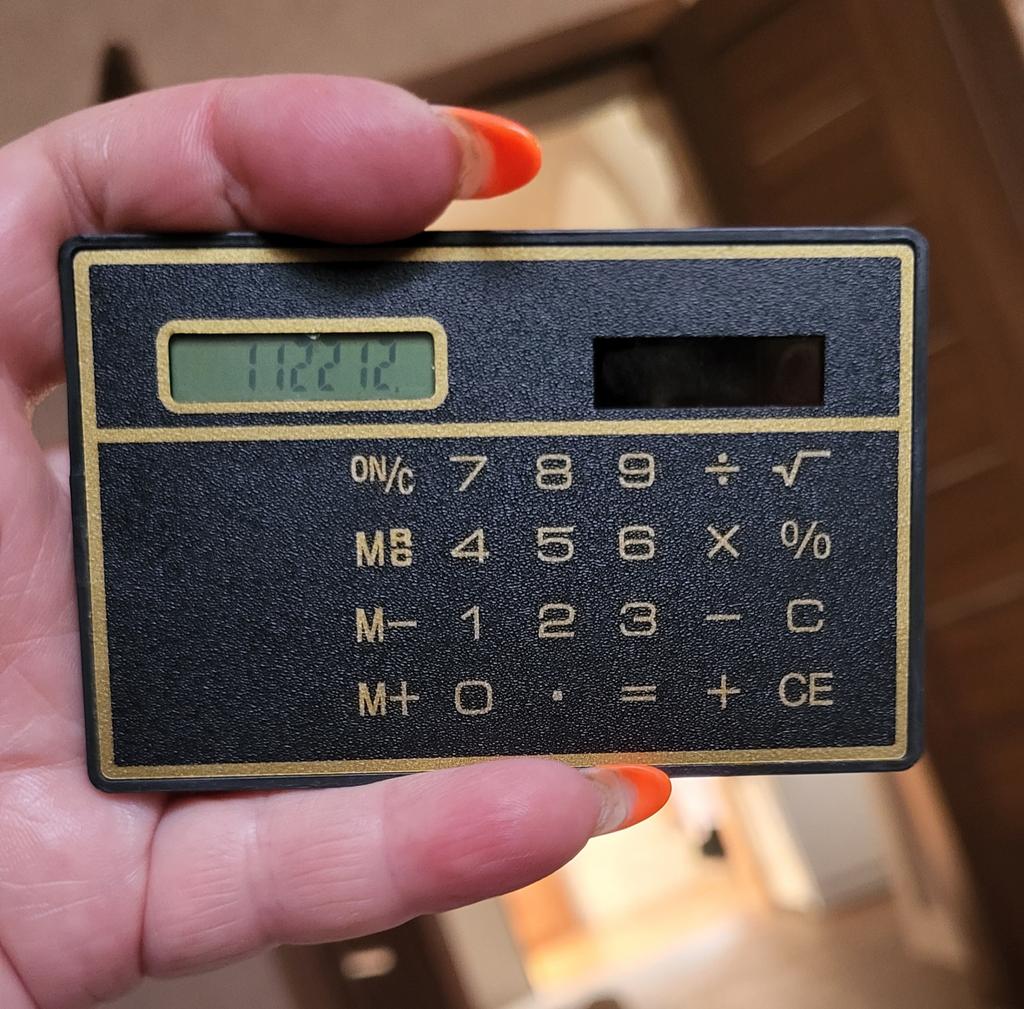 112212.
ON/C 7 8 9 ÷ √
MRC 4 5 6 × %
M− 1 2 3 − C
M+ 0 . = + CE